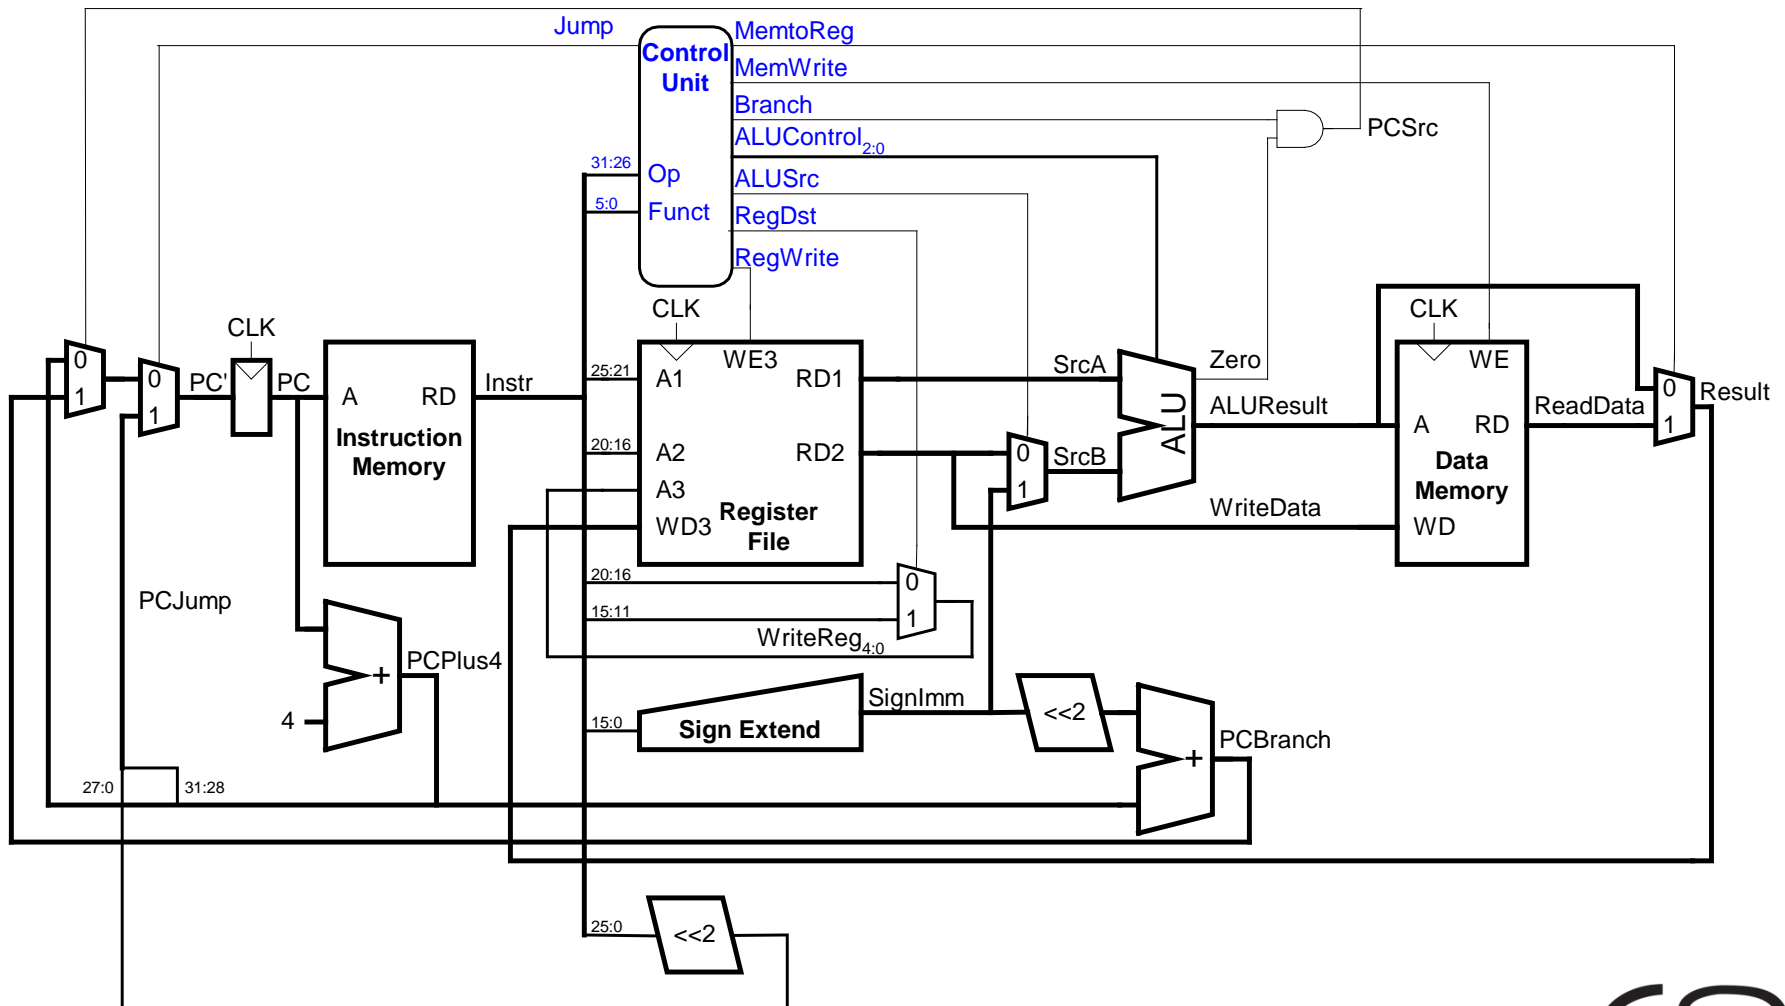 Jump
Control
Unit
MemtoReg
MemWrite
Branch
ALUControl2:0
PCSrc
31:26
Op
ALUSrc
5:0
Funct
RegDst
RegWrite
CLK
CLK
CLK
0
1
0
1
PC'
PC
A
RD
Instruction
Memory
Instr
25:21
A1
WE3
RD1
SrcA
Zero
ALU
ALUResult
A
WE
RD
Data
Memory
WD
ReadData
0
1
Result
20:16
A2
RD2
0
1
SrcB
A3
WD3
Register
File
WriteData
20:16
0
15:11
1
WriteReg4:0
PCJump
PCPlus4
+
4
15:0
Sign Extend
SignImm
<<2
+
PCBranch
27:0
31:28
25:0
<<2